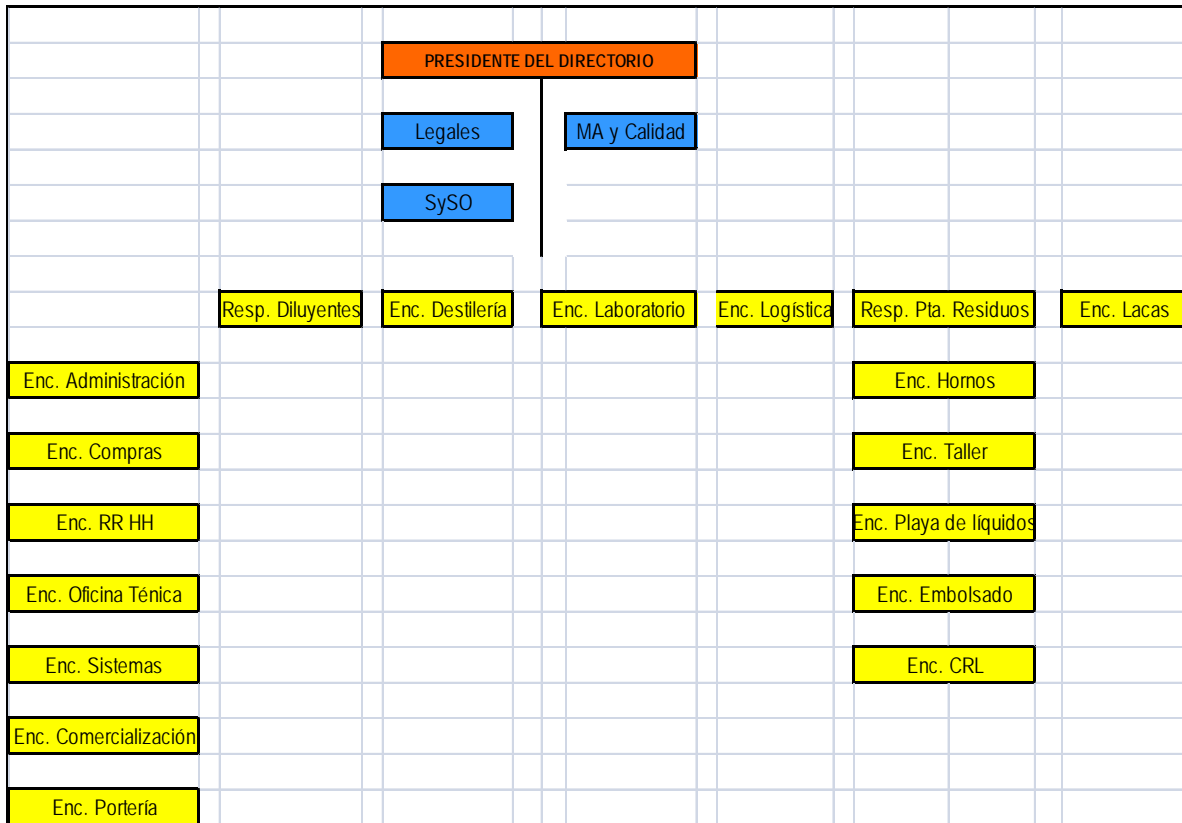 PRESIDENTE DEL DIRECTORIO
Legales
MA y Calidad
SySO
Resp. Diluyentes
Enc. Destilería
Enc. Laboratorio
Enc. Logística
Resp. Pta. Residuos
Enc. Lacas
Enc. Administración
Enc. Hornos
Enc. Compras
Enc. Taller
Enc. RR HH
Enc. Playa de líquidos
Enc. Oficina Ténica
Enc. Embolsado
Enc. Sistemas
Enc. CRL
Enc. Comercialización
Enc. Portería